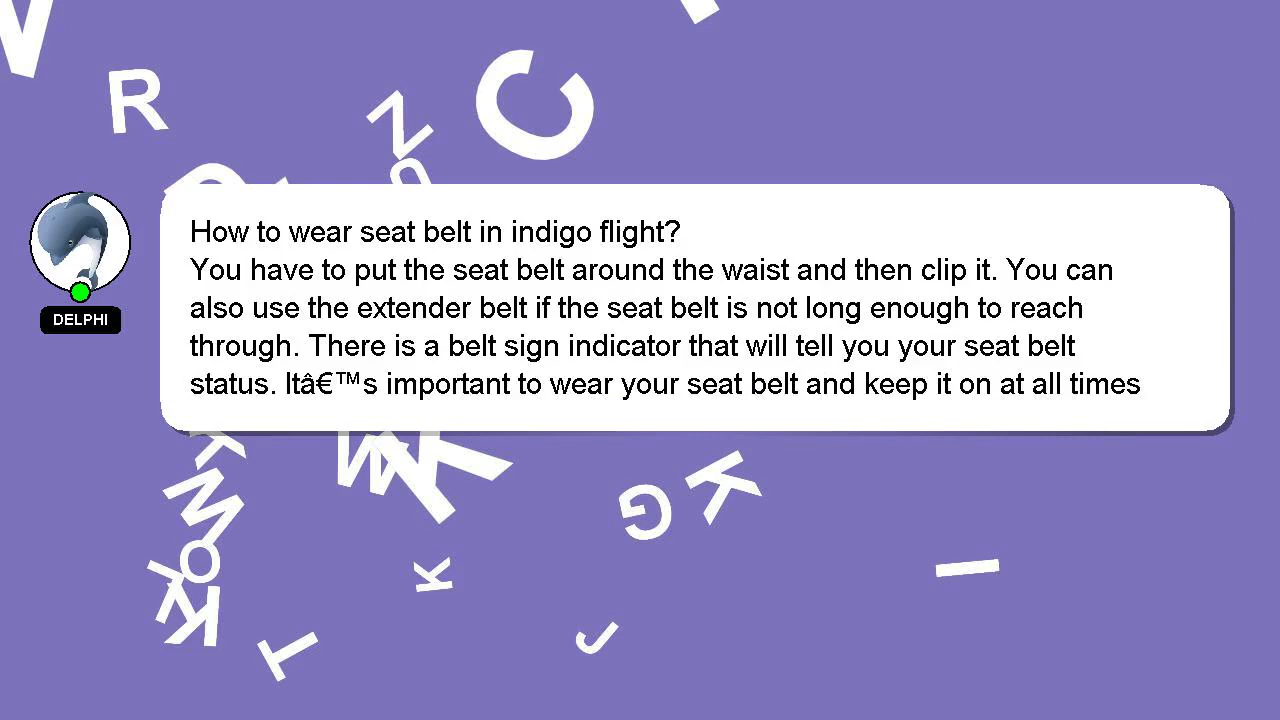 V
R
C
N
U
DELPHI
How to wear seat belt in indigo flight?
You have to put the seat belt around the waist and then clip it. You can
also use the extender belt if the seat belt is not long enough to reach
through. There is a belt sign indicator that will tell you your seat belt
status. Itâ€™s important to wear your seat belt and keep it on at all times
K
G
K
W
O
K
K
T
J
I